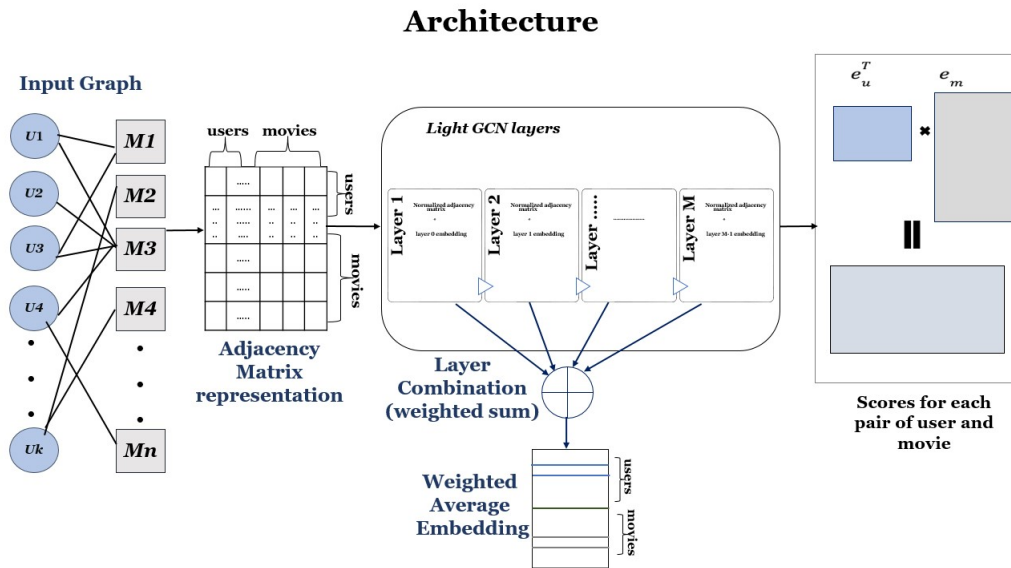 Architecture
Input Graph
U1
U2
U3
U4
Uk
M1
M2
M3
M4
Mn
users movies
users
movies
Adjacency
Matrix
representation
Light GCN layers
Layer 1
Normalized adjacency
matrix
*
layer 0 embedding
Layer 2
Normalized adjacency
matrix
*
layer 1 embedding
Layer .....
Layer M
Normalized adjacency
matrix
*
layer M-1 embedding
Layer
Combination
(weighted sum)
Weighted
Average
Embedding
users
movies
e_u^T e_m
×
=
Scores for each
pair of user and
movie